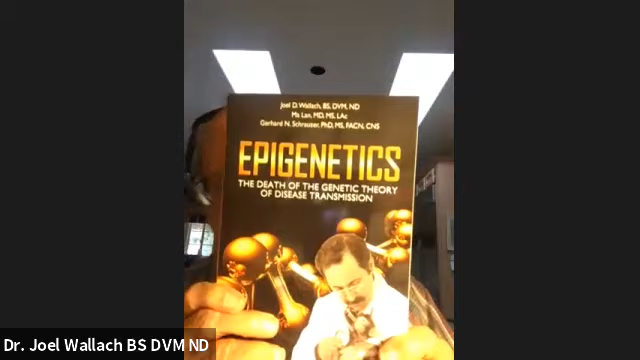 Joel D. Wallach, BS, DVM, ND
Ma Lan, MD, MS, LAc
Gerhard N. Schrauzer, PhD, MS, FACN, CNS
EPIGENETICS
THE DEATH OF THE GENETIC THEORY
OF DISEASE TRANSMISSION
Dr. Joel Wallach BS DVM ND